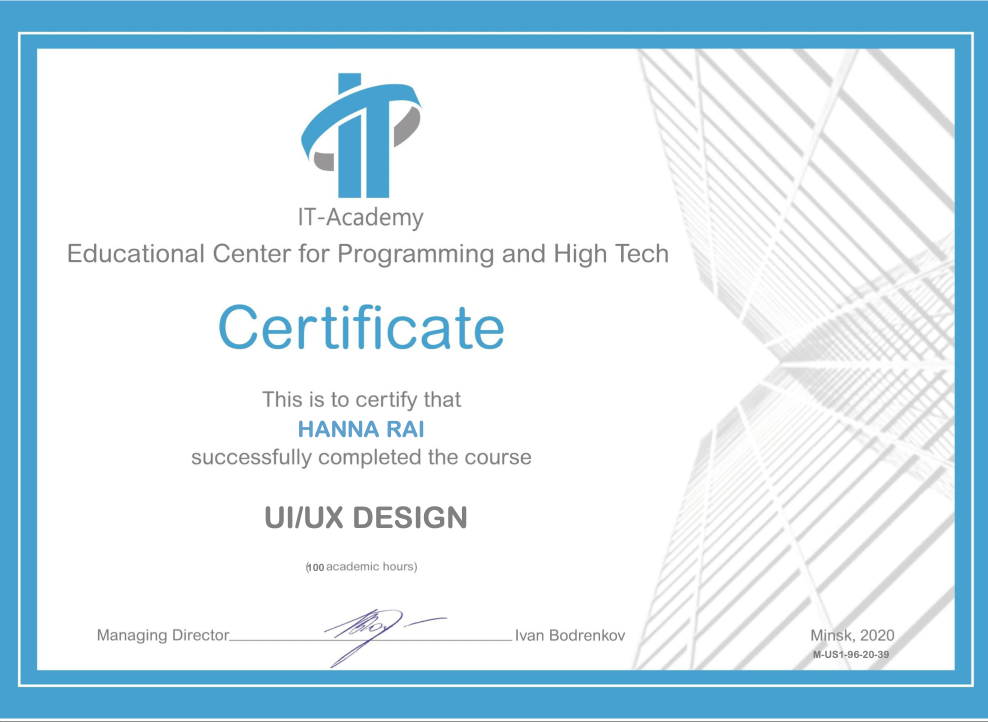 IT
IT-Academy
Educational Center for Programming and High Tech
Certificate
This is to certify that
HANNA RAI
successfully completed the course
UI/UX DESIGN
(100 academic hours)
Managing Director Ivan Bodrenkov
Minsk, 2020
M-US1-96-20-39